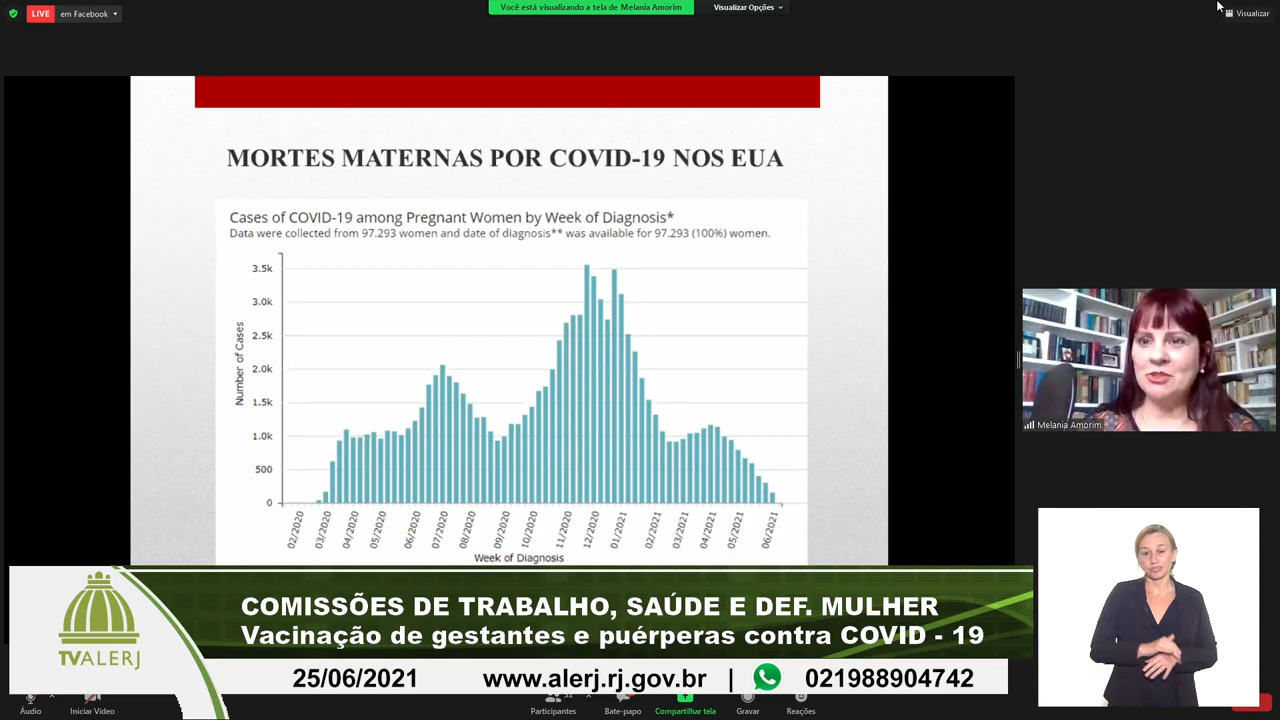 LIVE
em Facebook
Você está visualizando a tela de Melania Amorim
Visualizar Opções
Visualizar
MORTES MATERNAS POR COVID-19 NOS EUA
Cases of COVID-19 among Pregnant Women by Week of Diagnosis*
Data were collected from 97.293 women and date of diagnosis** was available for 97.293 (100%) women.
Number of Cases
3.5k
3.0k
2.5k
2.0k
1.5k
1.0k
500
0
02/2020
03/2020
04/2020
05/2020
06/2020
07/2020
08/2020
09/2020
10/2020
11/2020
12/2020
01/2021
02/2021
03/2021
04/2021
05/2021
06/2021
Week of Diagnosis
Melania Amorim
TVALERJ
COMISSÕES DE TRABALHO, SAÚDE E DEF. MULHER
Vacinação de gestantes e puérperas contra COVID - 19
25/06/2021 www.alerj.rj.gov.br | 021988904742
Áudio
Iniciar Vídeo
Participantes
Bate-papo
Compartilhar tela
Gravar
Reações